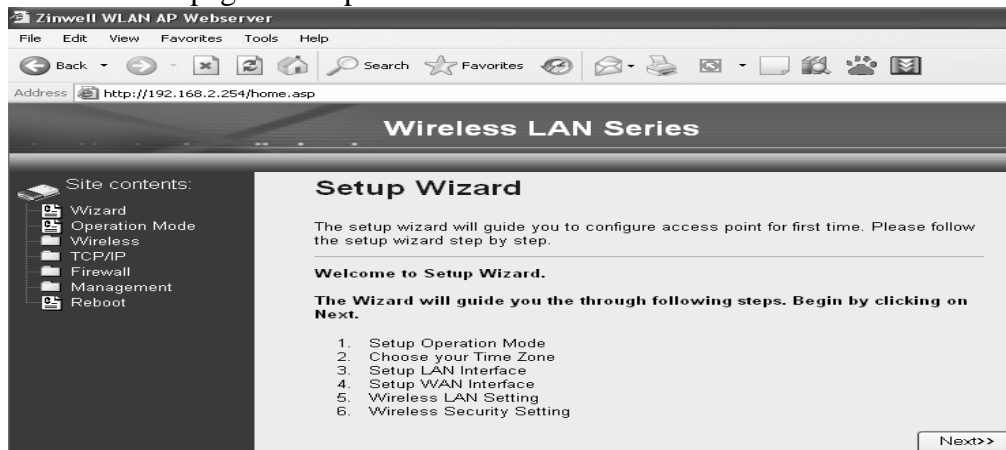 Zinwell WLAN AP Webserver
File Edit View Favorites Tools Help
Back Search Favorites
Address http://192.168.2.254/home.asp
Wireless LAN Series
Site contents:
Wizard
Operation Mode
Wireless
TCP/IP
Firewall
Management
Reboot
Setup Wizard
The setup wizard will guide you to configure access point for first time. Please follow
the setup wizard step by step.
Welcome to Setup Wizard.
The Wizard will guide you the through following steps. Begin by clicking on
Next.
1. Setup Operation Mode
2. Choose your Time Zone
3. Setup LAN Interface
4. Setup WAN Interface
5. Wireless LAN Setting
6. Wireless Security Setting
Next>>